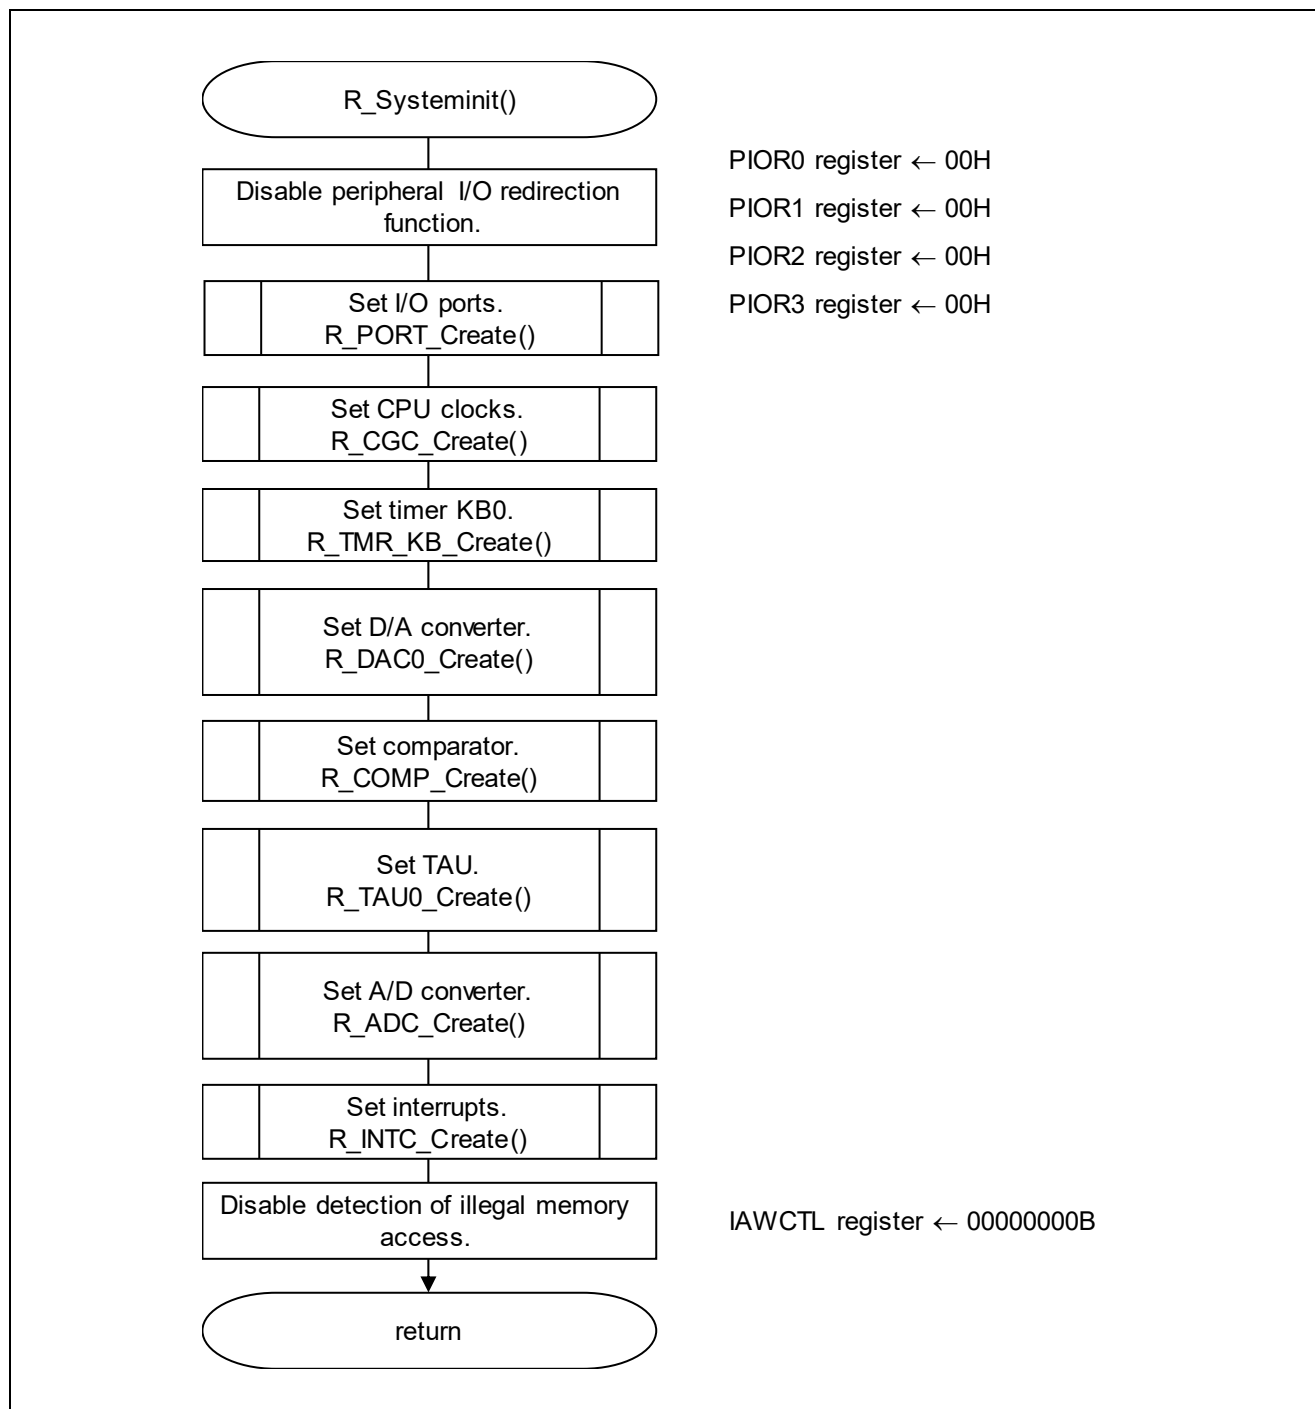 R_Systeminit()
PIOR0 register ← 00H
Disable peripheral I/O redirection
function.
PIOR1 register ← 00H
PIOR2 register ← 00H
PIOR3 register ← 00H
Set I/O ports.
R_PORT_Create()
Set CPU clocks.
R_CGC_Create()
Set timer KB0.
R_TMR_KB_Create()
Set D/A converter.
R_DAC0_Create()
Set comparator.
R_COMP_Create()
Set TAU.
R_TAU0_Create()
Set A/D converter.
R_ADC_Create()
Set interrupts.
R_INTC_Create()
Disable detection of illegal memory
access.
IAWCTL register ← 00000000B
return